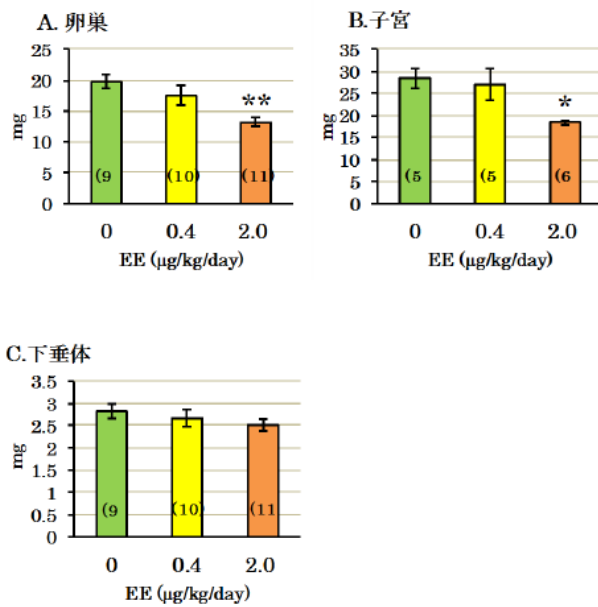 A. 卵巣
25
20
15
10
5
0
mg
**
(9
(10)
(11)
0 0.4 2.0
EE (µg/kg/day)
B. 子宮
35
30
25
20
15
10
5
0
mg
*
(5
(5
(6
0 0.4 2.0
EE (µg/kg/day)
C.下垂体
3.5
3
2.5
2
1.5
1
0.5
0
mg
(9
(10)
(11
0 0.4 2.0
EE (µg/kg/day)